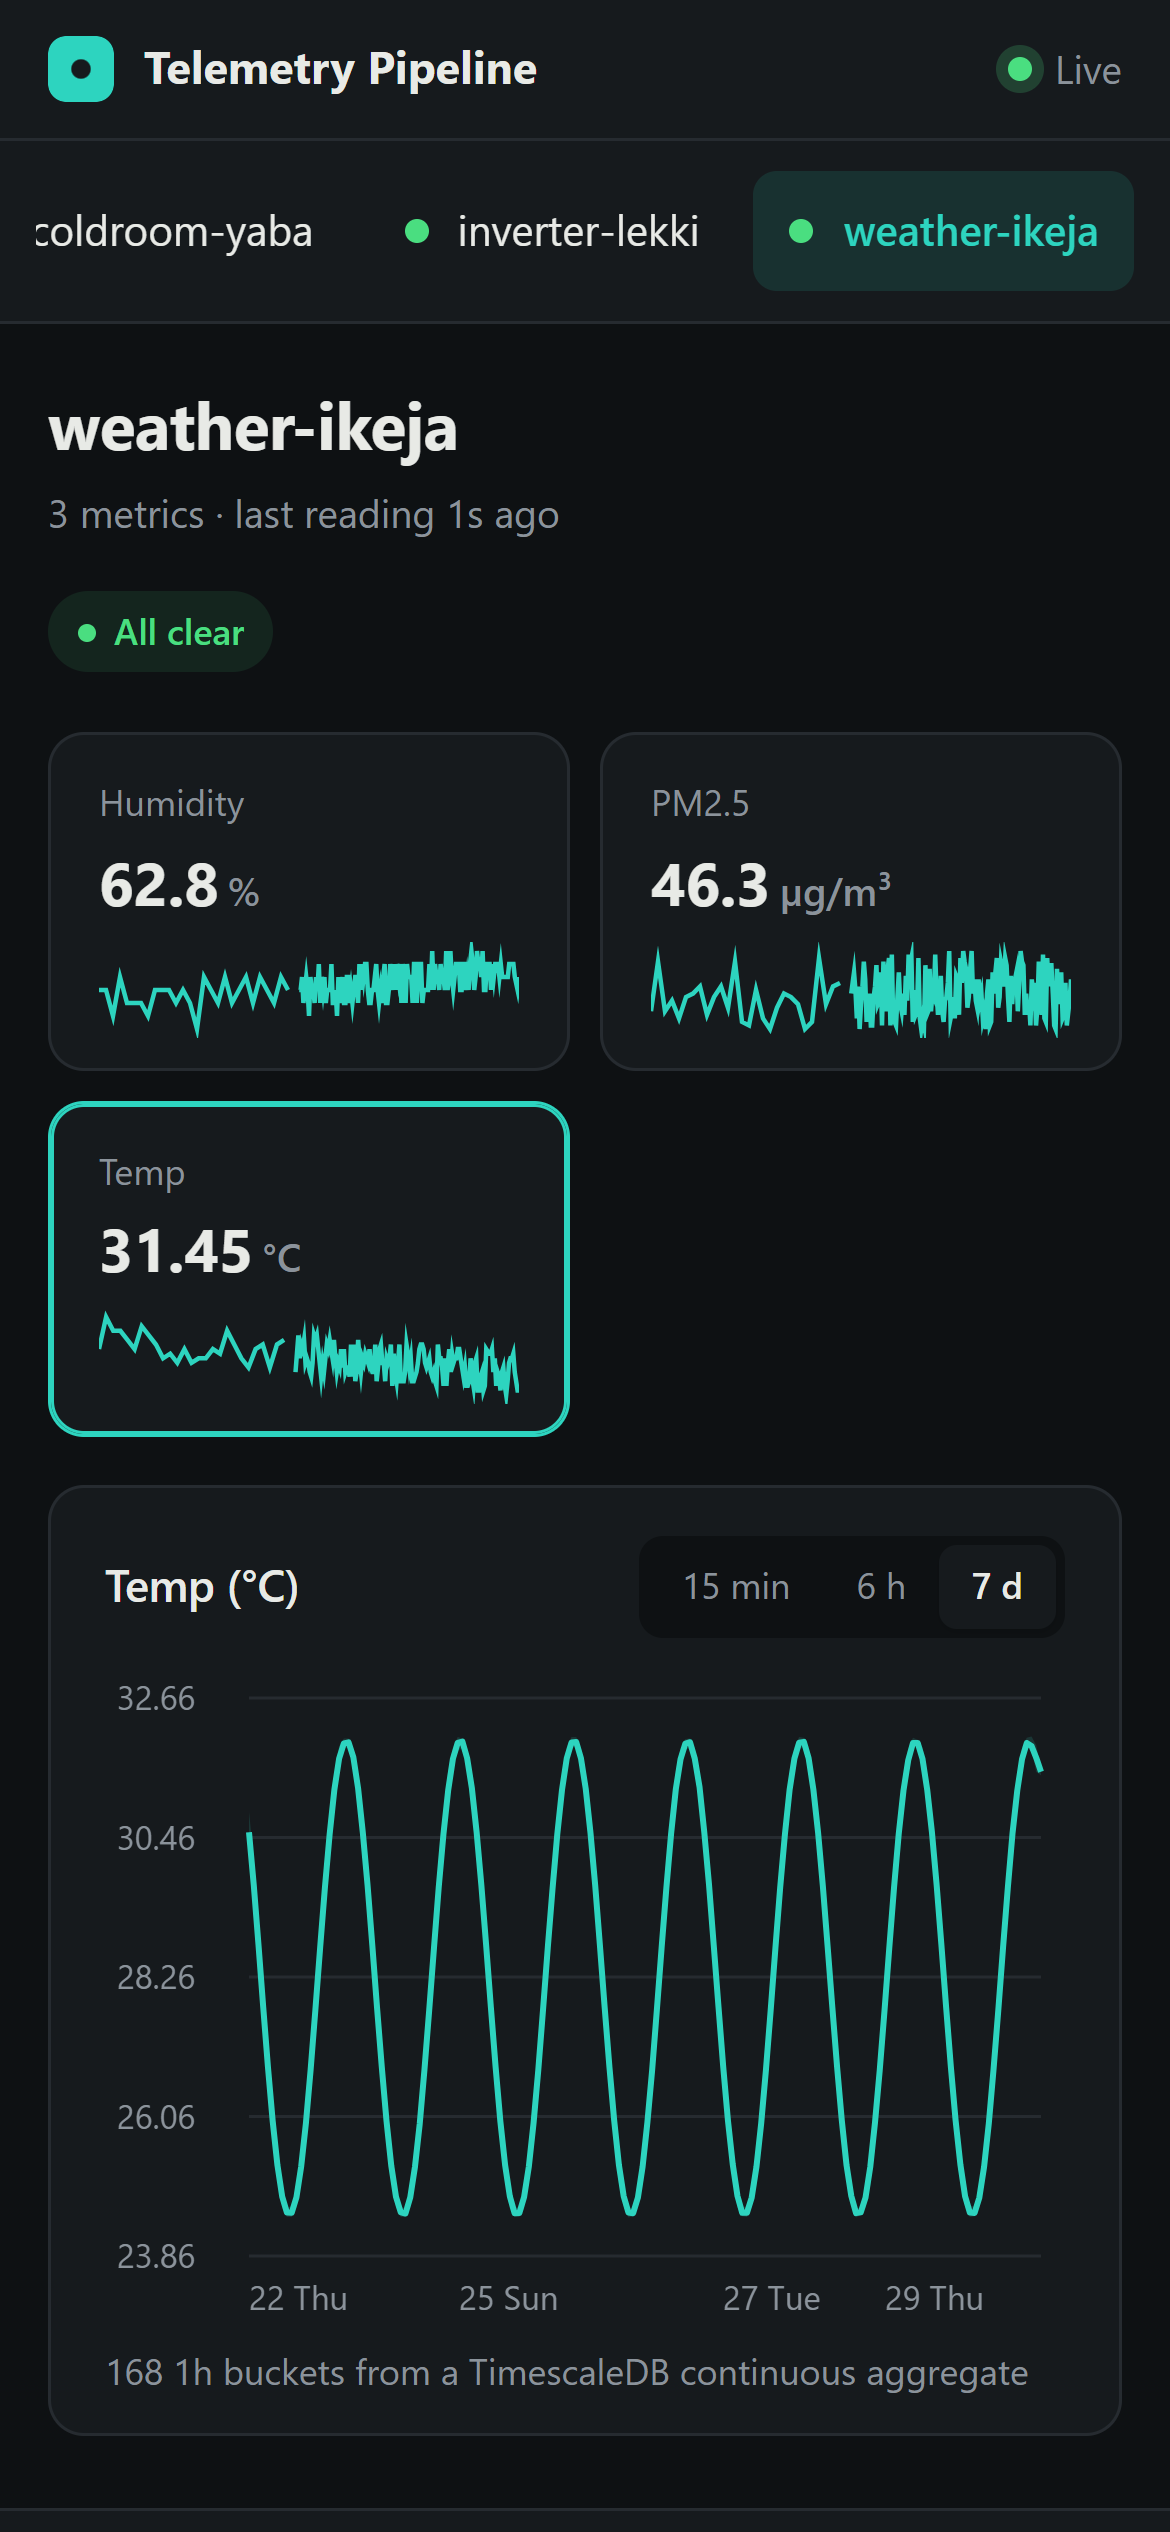 Telemetry Pipeline
Live
coldroom-yaba
inverter-lekki
weather-ikeja
weather-ikeja
3 metrics · last reading 1s ago
All clear
Humidity
62.8 %
PM2.5
46.3 µg/m³
Temp
31.45 °C
Temp (°C)
15 min
6 h
7 d
32.66
30.46
28.26
26.06
23.86
22 Thu
25 Sun
27 Tue
29 Thu
168 1h buckets from a TimescaleDB continuous aggregate